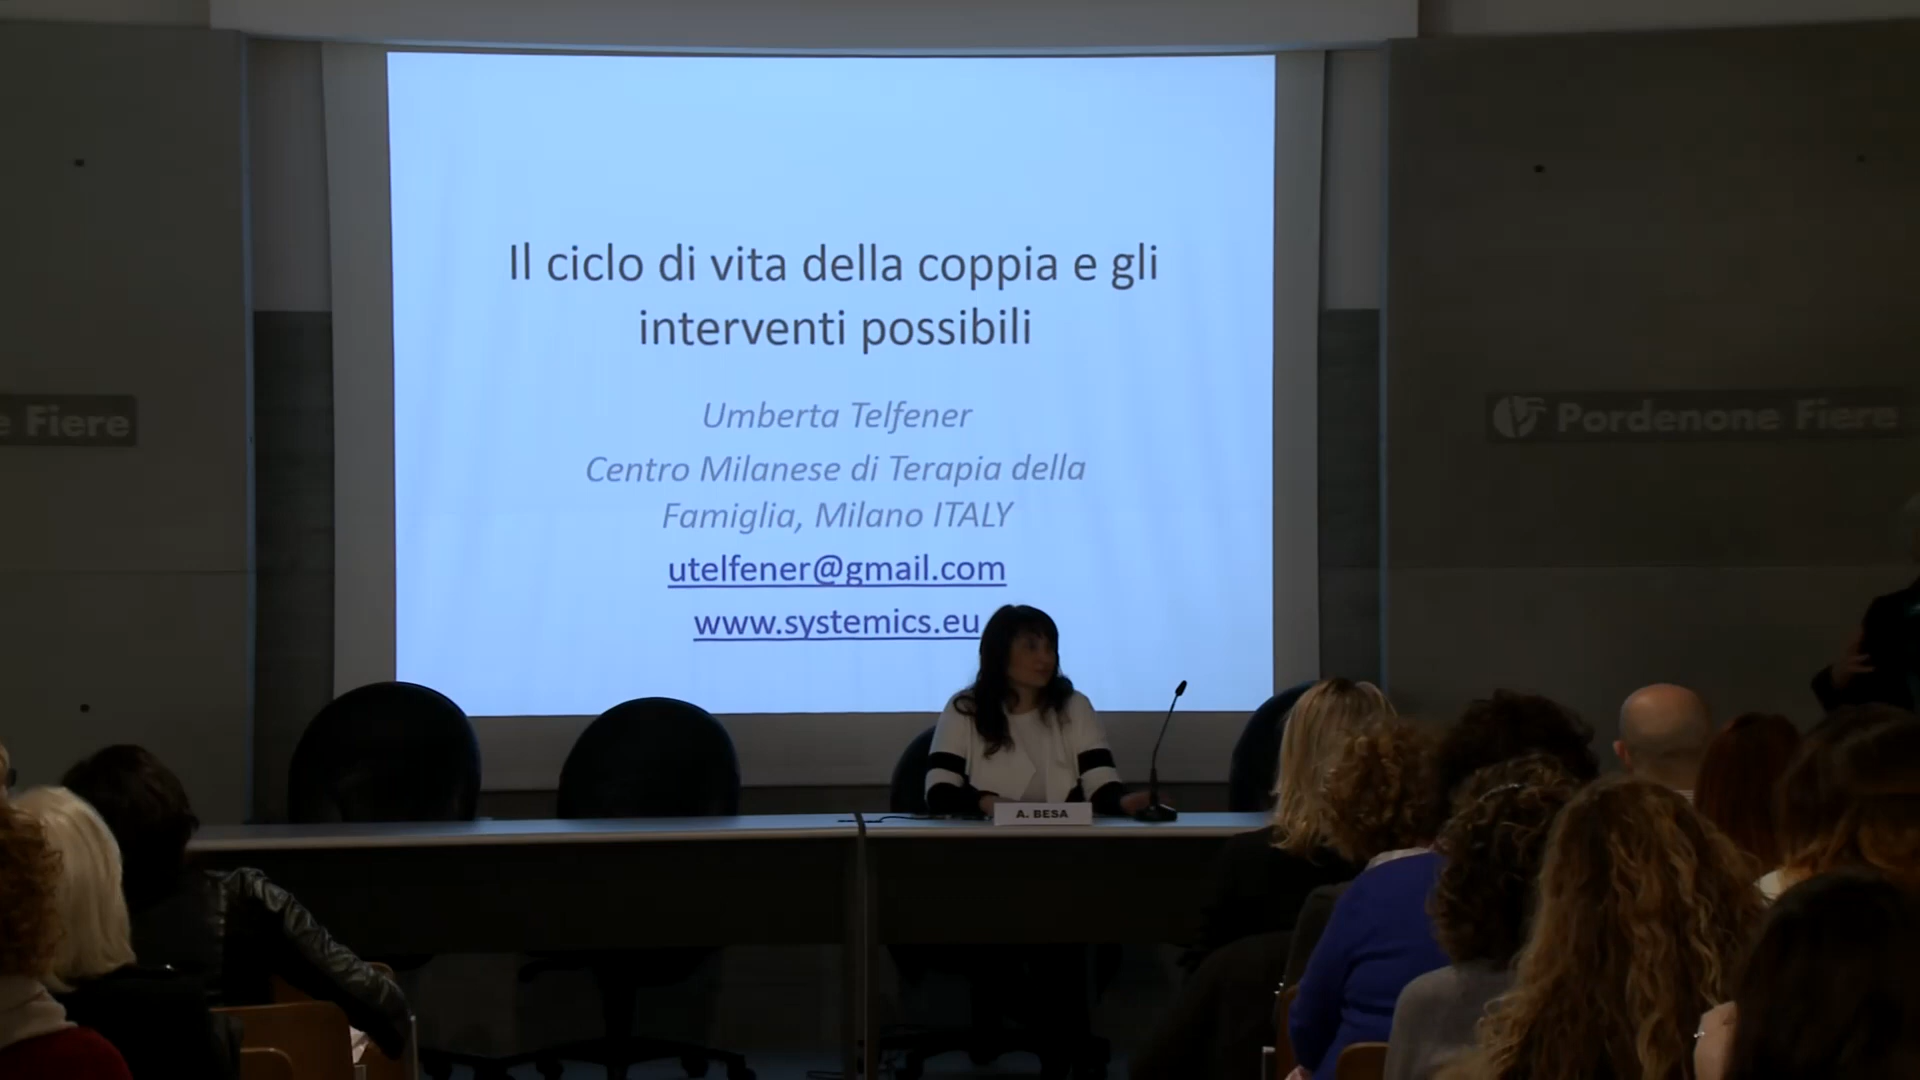 Il ciclo di vita della coppia e gli
interventi possibili
Umberta Telfener
Centro Milanese di Terapia della
Famiglia, Milano ITALY
utelfener@gmail.com
www.systemics.eu
e Fiere
Pordenone Fiere
A. BESA